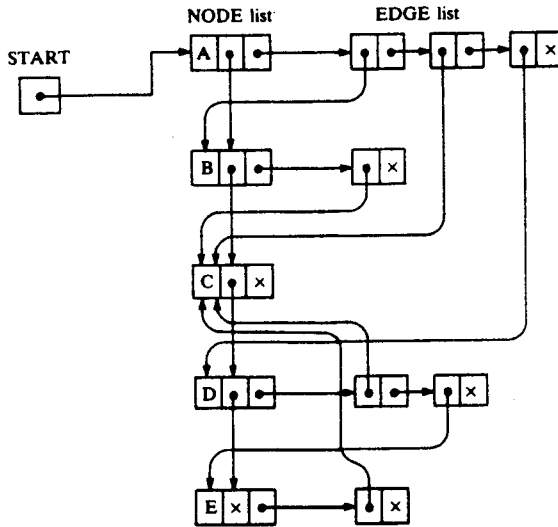 NODE list EDGE list
START
A ×
B ×
C ×
D ×
E × ×